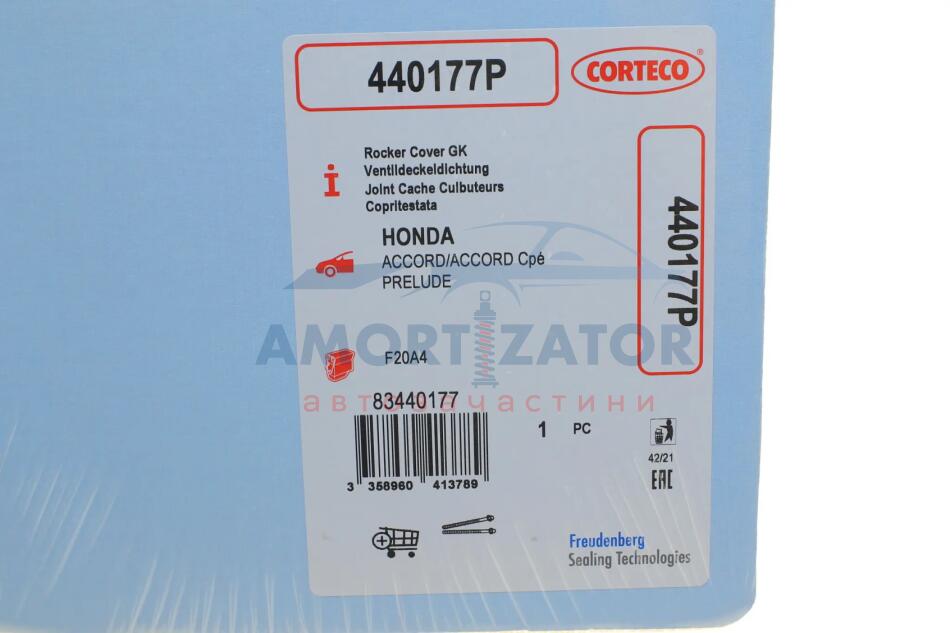 440177P
CORTECO®
Rocker Cover GK
Ventildeckeldichtung
Joint Cache Culbuteurs
Copritestata
440177P
HONDA
ACCORD/ACCORD Cpé
PRELUDE
AMORTIZATOR
F20A4
автозачастини
83440177
1 PC
3 358960 413789
42/21
EAC
Freudenberg
Sealing Technologies